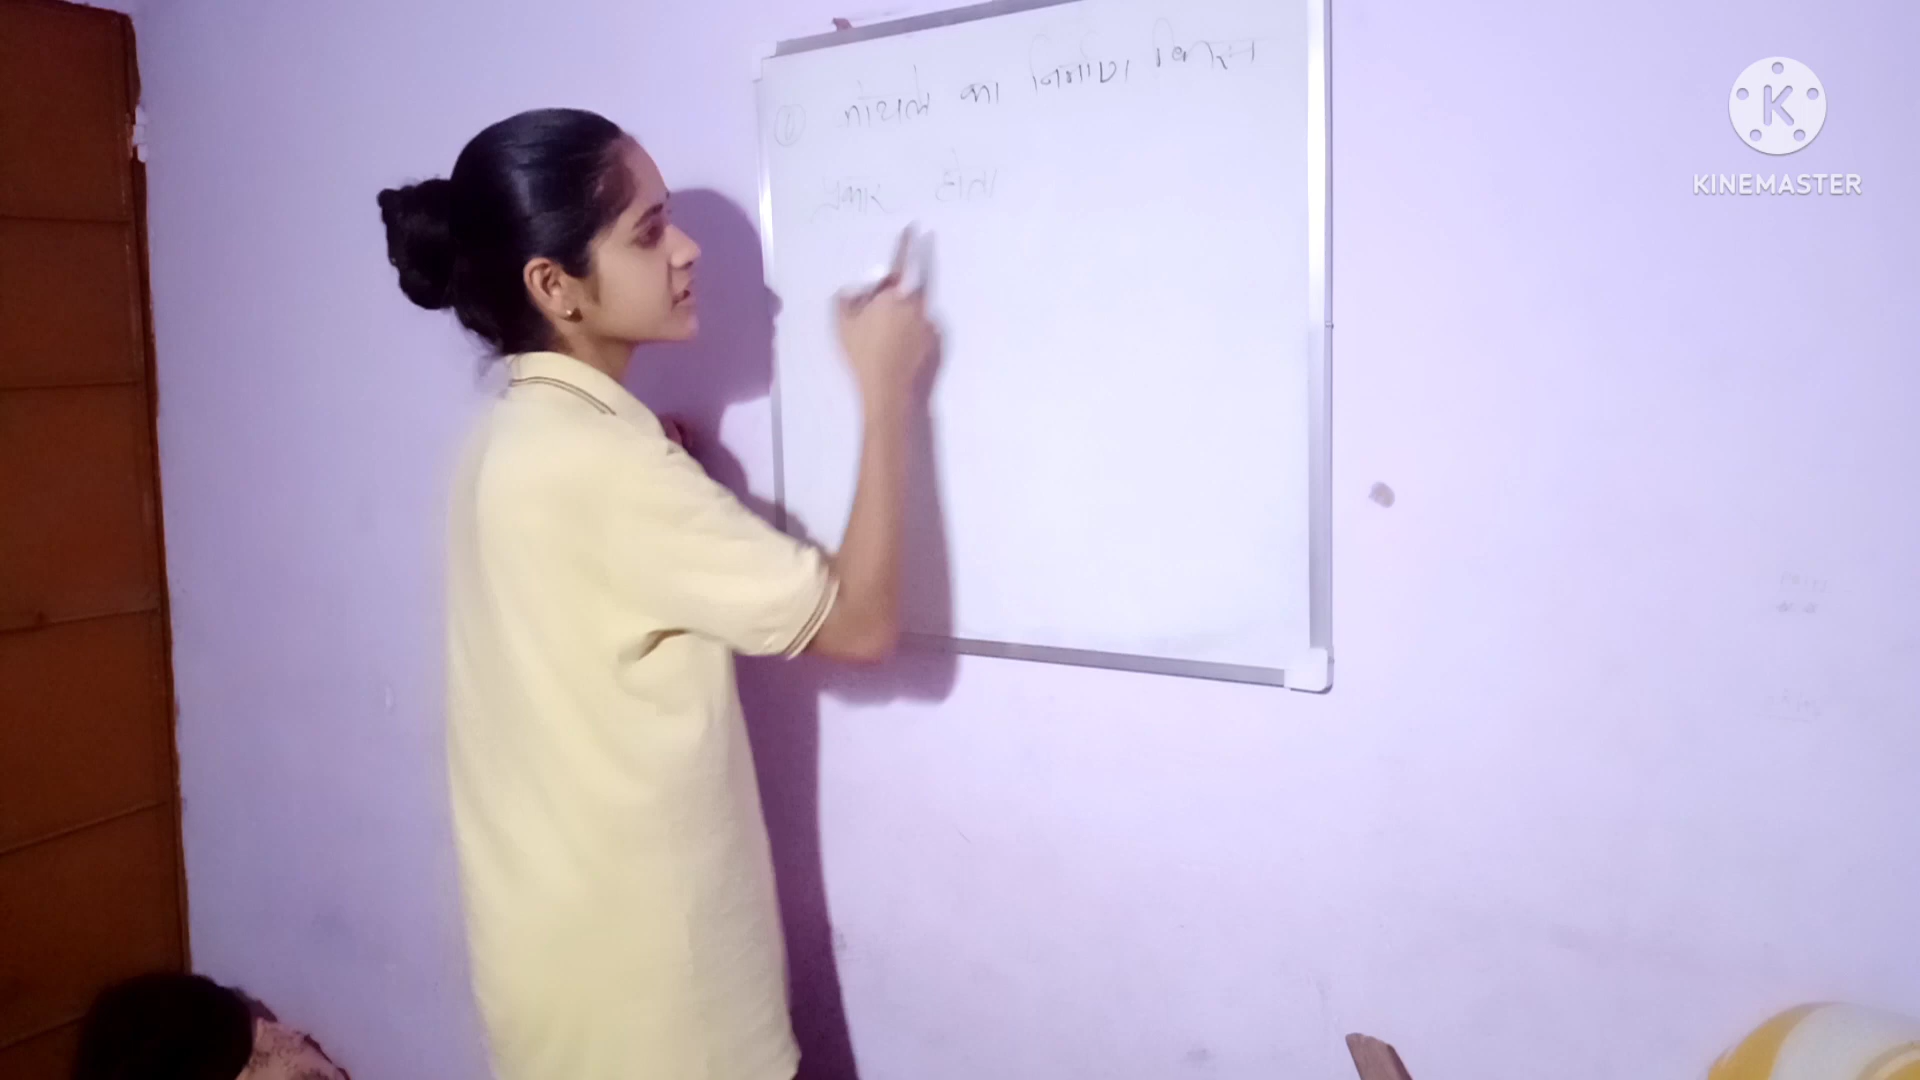 ① कोयले का निर्माण किस
प्रकार होता
KINEMASTER